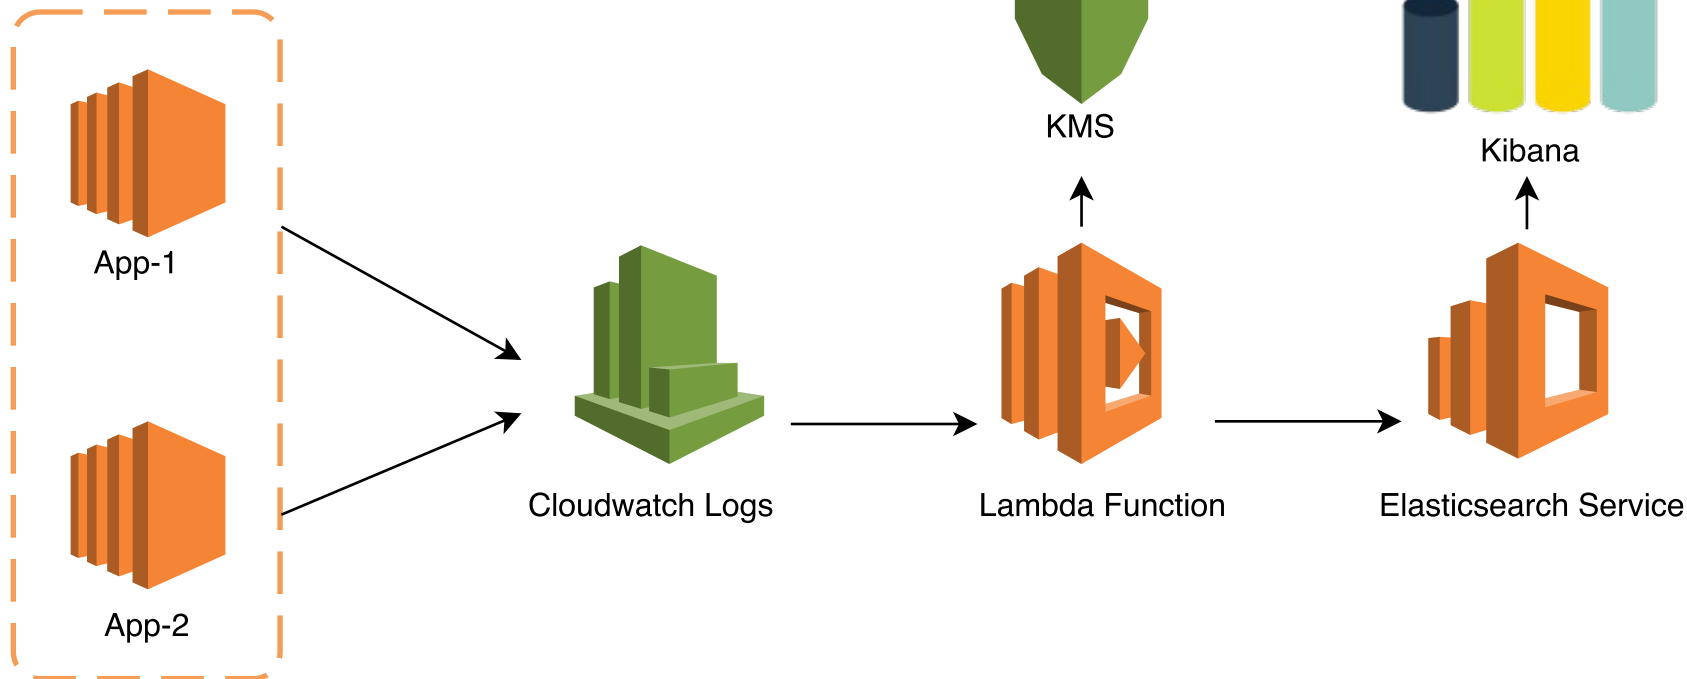 KMS
Kibana
App-1
Cloudwatch Logs
Lambda Function
Elasticsearch Service
App-2